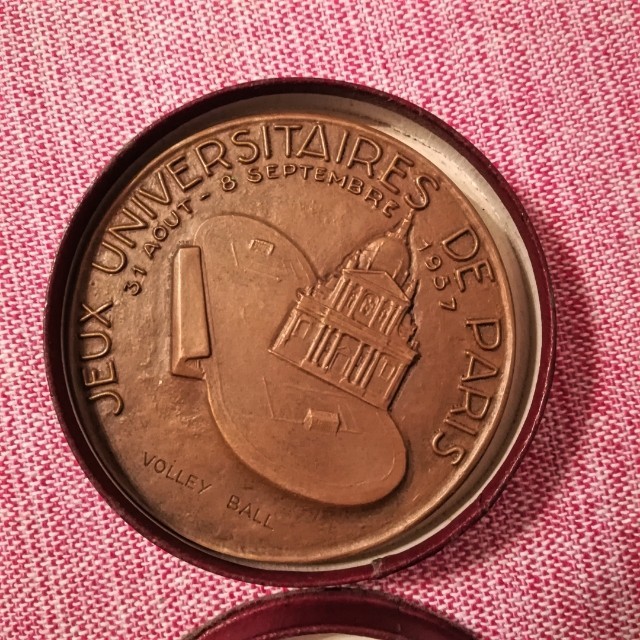 JEUX UNIVERSITAIRES DE PARIS
31 AOUT - 8 SEPTEMBRE 1957
VOLLEY BALL